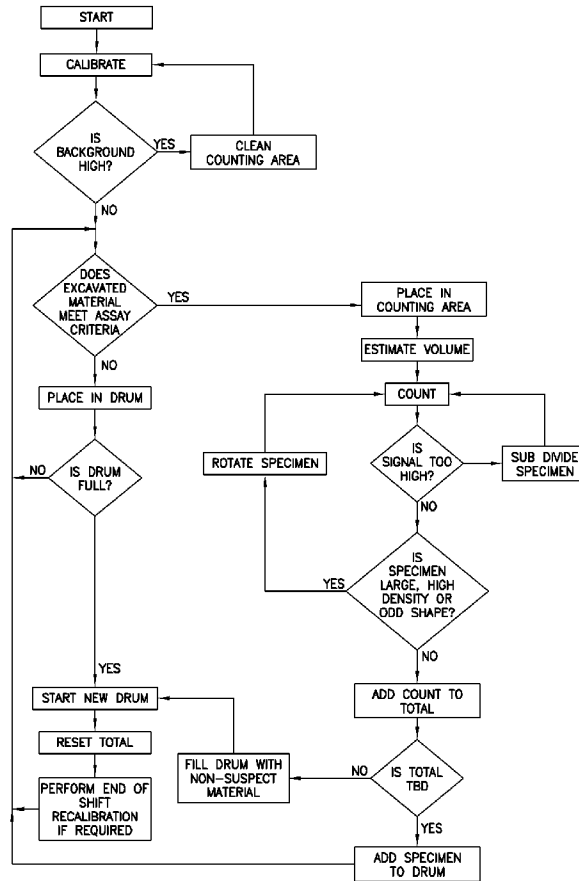 START
CALIBRATE
IS
BACKGROUND
HIGH?
YES
CLEAN
COUNTING AREA
NO
DOES
EXCAVATED
MATERIAL
MEET ASSAY
CRITERIA
YES
PLACE IN
COUNTING AREA
NO
ESTIMATE VOLUME
PLACE IN DRUM
COUNT
NO
IS DRUM
FULL?
ROTATE SPECIMEN
IS
SIGNAL TOO
HIGH?
SUB DIVIDE
SPECIMEN
NO
YES
IS
SPECIMEN
LARGE, HIGH
DENSITY OR
ODD SHAPE?
NO
YES
START NEW DRUM
ADD COUNT TO
TOTAL
RESET TOTAL
FILL DRUM WITH
NON-SUSPECT
MATERIAL
NO
IS TOTAL
TBD
PERFORM END OF
SHIFT
RECALIBRATION
IF REQUIRED
YES
ADD SPECIMEN
TO DRUM